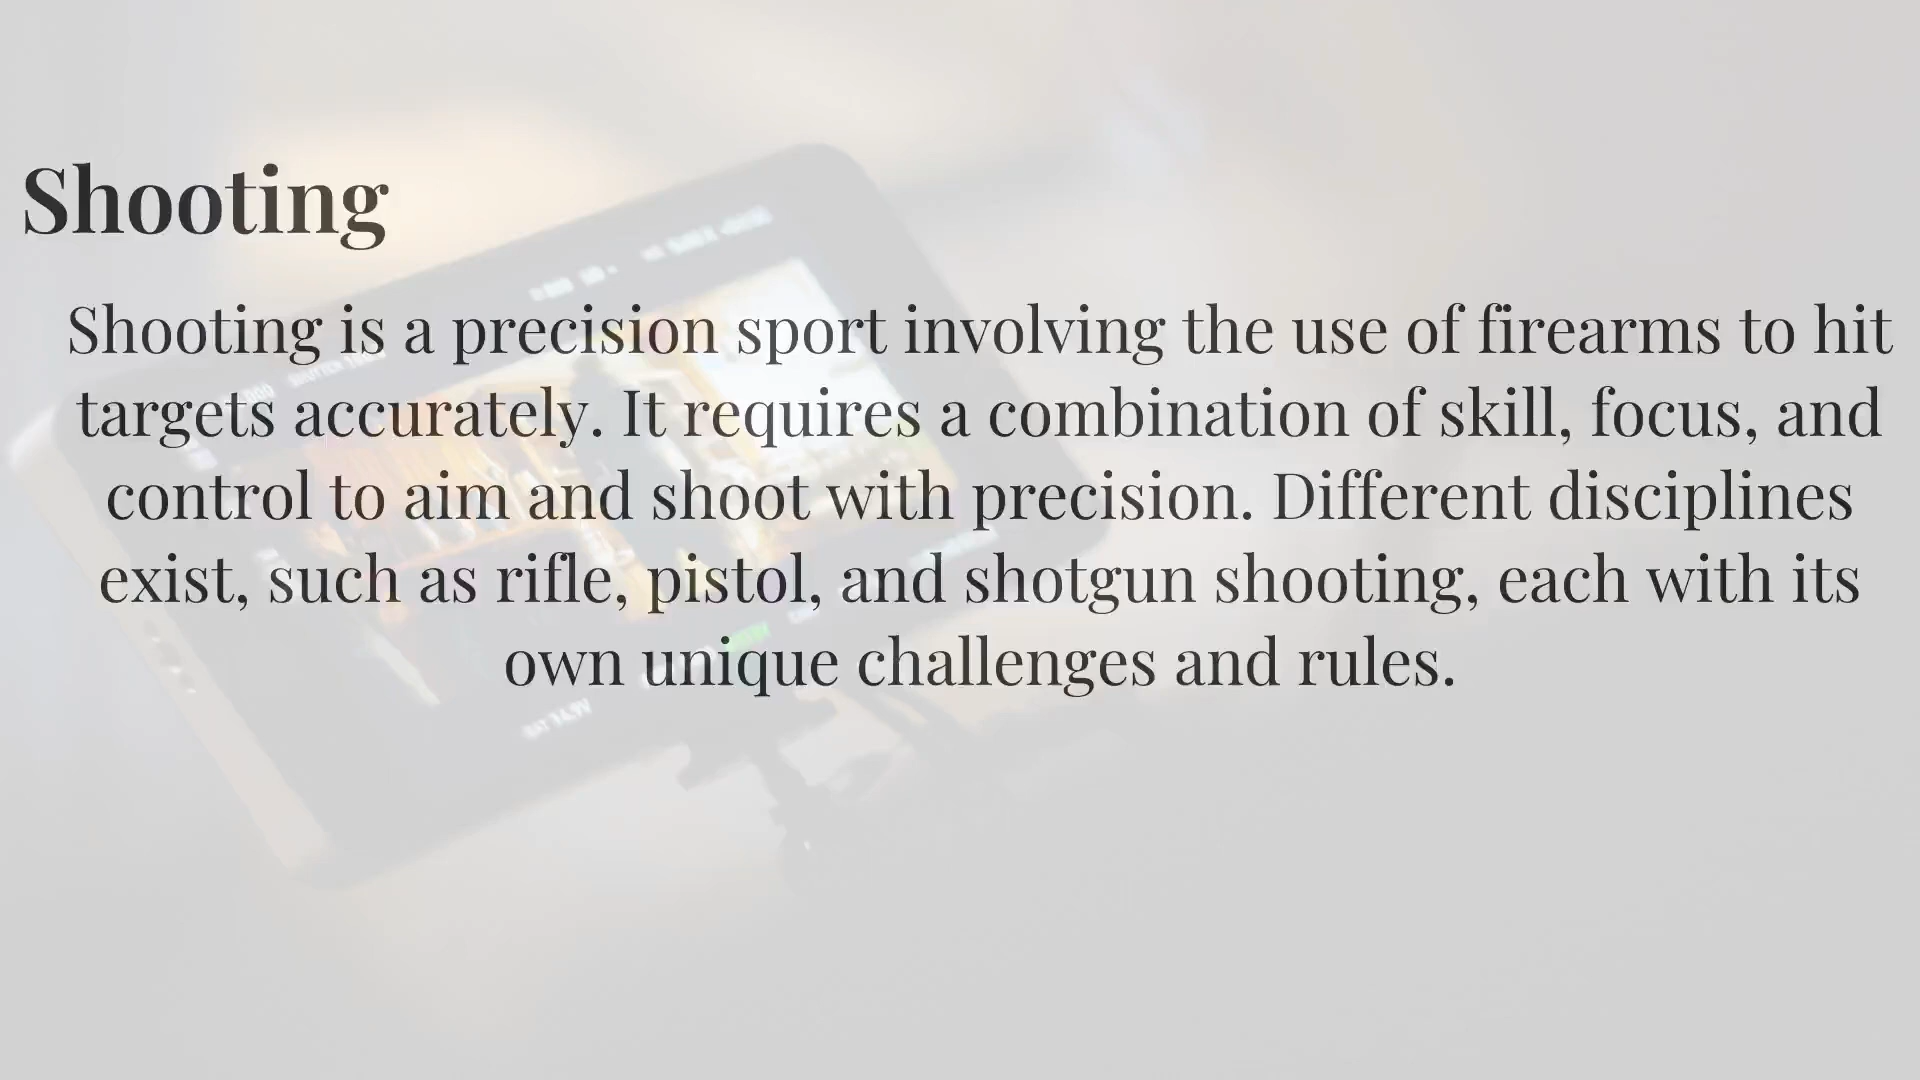 Shooting
Shooting is a precision sport involving the use of firearms to hit
targets accurately. It requires a combination of skill, focus, and
control to aim and shoot with precision. Different disciplines
exist, such as rifle, pistol, and shotgun shooting, each with its
own unique challenges and rules.